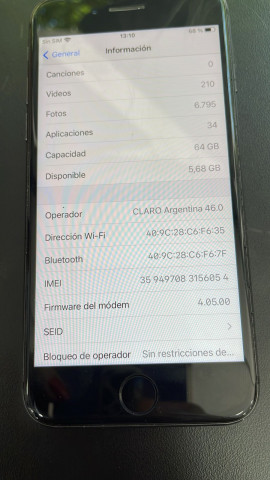 Sin SIM 13:10 58 %
General Información
Canciones 0
Videos 210
Fotos 6.795
Aplicaciones 34
Capacidad 64 GB
Disponible 5,68 GB
Operador CLARO Argentina 46.0
Dirección Wi-Fi 40:9C:28:C6:F6:35
Bluetooth 40:9C:28:C6:F6:7F
IMEI 35 949708 315605 4
Firmware del módem 4.05.00
SEID
Bloqueo de operador Sin restricciones de...